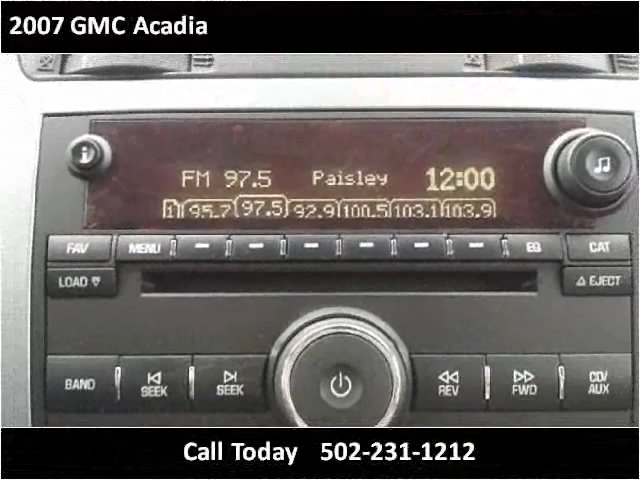 2007 GMC Acadia
i
FM 97.5 Paisley 12:00
1 95.7 97.5 92.9 100.5 103.1 103.9
FAV MENU EQ CAT
LOAD EJECT
BAND SEEK SEEK REV FWD CD/AUX
Call Today 502-231-1212